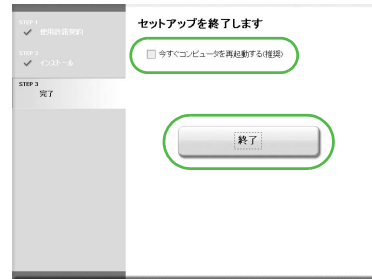 STEP 1
使用許諾契約
STEP 2
インストール
STEP 3
完了
セットアップを終了します
今すぐコンピュータを再起動する(推奨)
終了